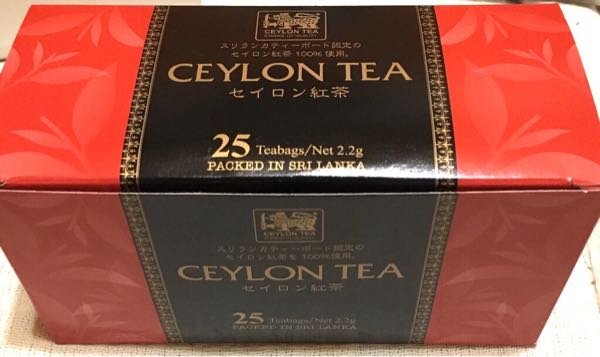 CEYLON TEA
SYMBOL OF QUALITY
スリランカティーボード認定の
セイロン紅茶 100% 使用。
CEYLON TEA
セイロン紅茶
25 Teabags/Net 2.2g
PACKED IN SRI LANKA
CEYLON TEA
スリランカティーボード認定の
セイロン紅茶を 100% 使用。
CEYLON TEA
セイロン紅茶
25 Teabags/Net 2.2g
PACKED IN SRI LANKA